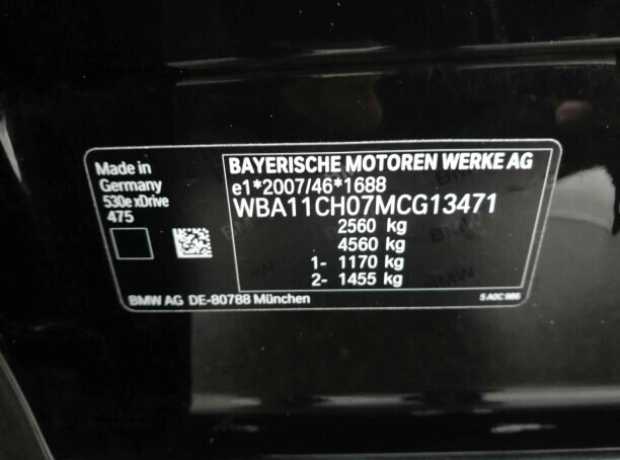 Made in
Germany
530e xDrive
475
BAYERISCHE MOTOREN WERKE AG
e1*2007/46*1688
WBA11CH07MCG13471
2560 kg
4560 kg
1- 1170 kg
2- 1455 kg
BMW AG DE-80788 München